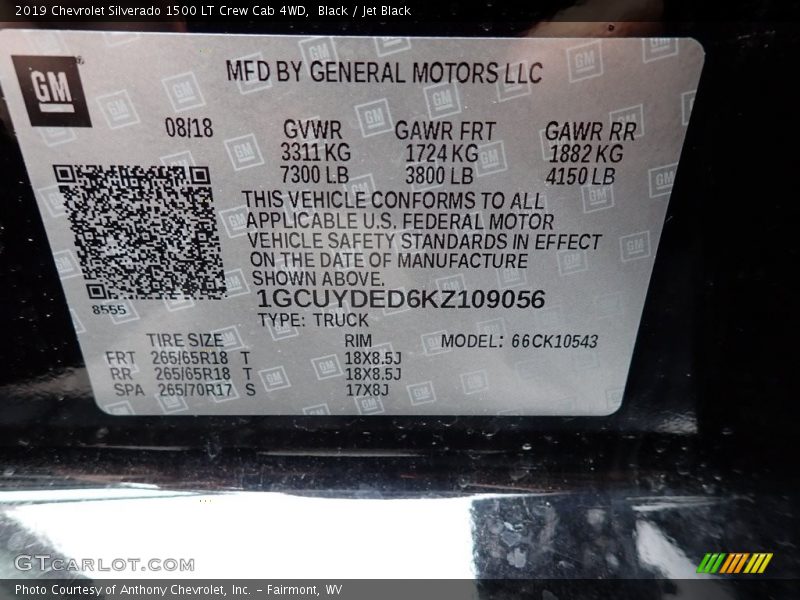 2019 Chevrolet Silverado 1500 LT Crew Cab 4WD, Black / Jet Black
GM
MFD BY GENERAL MOTORS LLC
08/18 GVWR GAWR FRT GAWR RR
3311 KG 1724 KG 1882 KG
7300 LB 3800 LB 4150 LB
THIS VEHICLE CONFORMS TO ALL
APPLICABLE U.S. FEDERAL MOTOR
VEHICLE SAFETY STANDARDS IN EFFECT
ON THE DATE OF MANUFACTURE
SHOWN ABOVE.
8555
1GCUYDED6KZ109056
TYPE: TRUCK
TIRE SIZE RIM MODEL: 66CK10543
FRT 265/65R18 T 18X8.5J
RR 265/65R18 T 18X8.5J
SPA 265/70R17 S 17X8J
GTCARLOT.COM
Photo Courtesy of Anthony Chevrolet, Inc. – Fairmont, WV